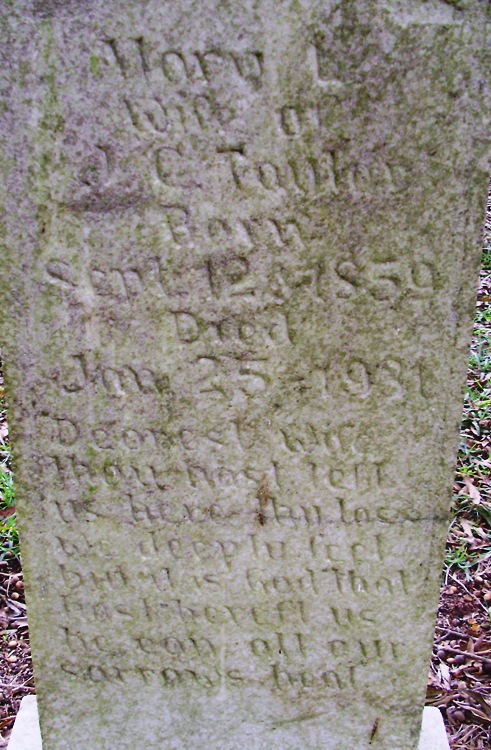 Mary L
wife of
J. C.
Born
Sept. 12, 1859
Died
Jan. 25 1931
Dearest wife
thou hast left
us here thy loss
we deeply feel
but tis God that
hast bereft us
he can all our
sorrows heal